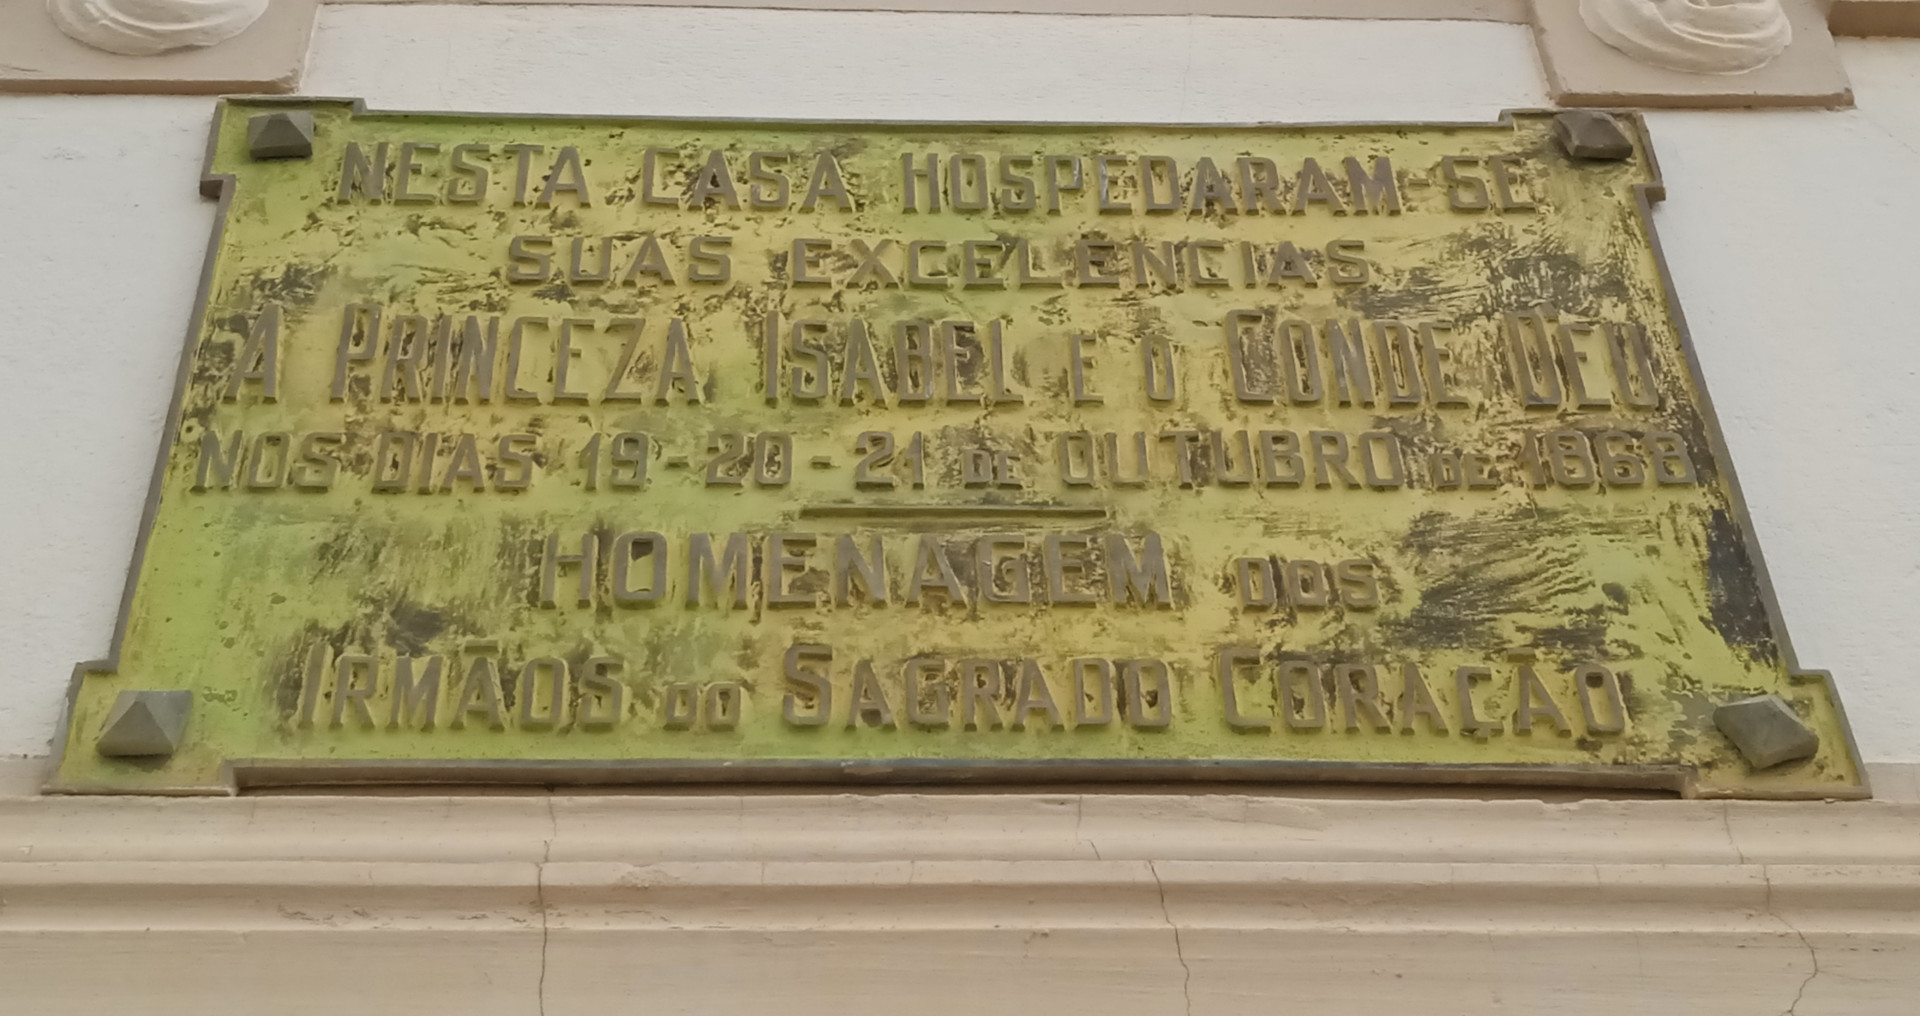 NESTA CASA HOSPEDARAM-SE
SUAS EXCELENCIAS
A PRINCEZA ISABEL E O CONDE D'EU
NOS DIAS 19-20-21 DE OUTUBRO DE 1868
HOMENAGEM DOS
IRMÃOS DO SAGRADO CORAÇÃO